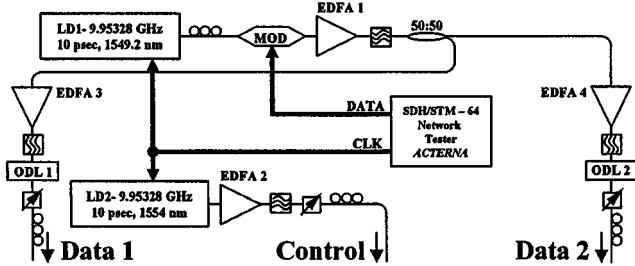 LD1- 9.95328 GHz
10 psec, 1549.2 nm
MOD
EDFA 1
50:50
EDFA 3
EDFA 4
DATA
SDH/STM – 64
Network
Tester
ACTERNA
CLK
ODL 1
ODL 2
EDFA 2
LD2- 9.95328 GHz
10 psec, 1554 nm
Data 1
Control
Data 2